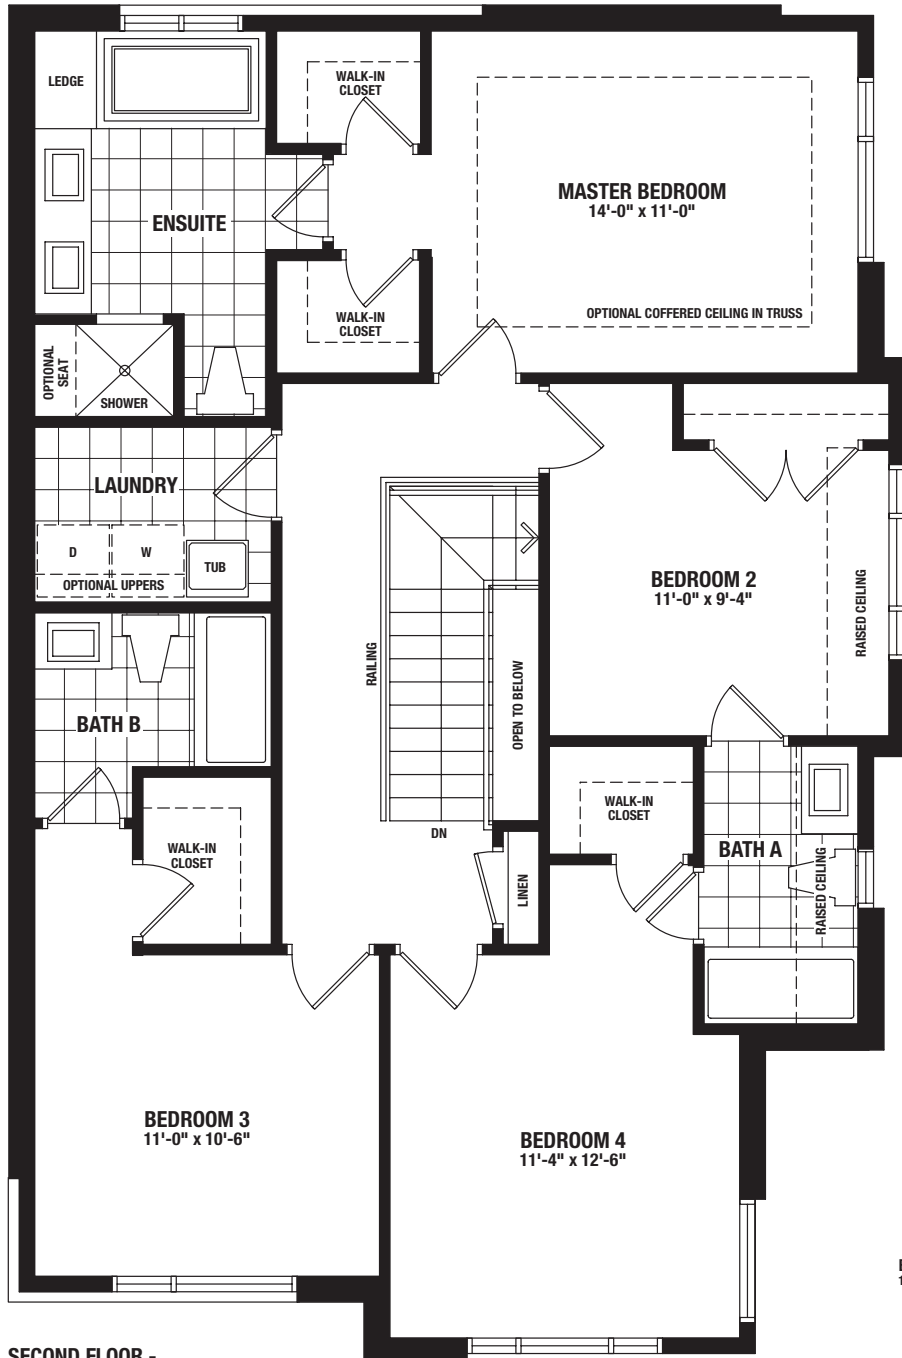 LEDGE
WALK-IN
CLOSET
MASTER BEDROOM
14'-0" x 11'-0"
ENSUITE
OPTIONAL COFFERED CEILING IN TRUSS
WALK-IN
CLOSET
OPTIONAL
SEAT
SHOWER
LAUNDRY
D
W
TUB
OPTIONAL UPPERS
BEDROOM 2
11'-0" x 9'-4"
RAISED CEILING
RAILING
OPEN TO BELOW
BATH B
DN
WALK-IN
CLOSET
WALK-IN
CLOSET
BATH A
RAISED CEILING
LINEN
BEDROOM 3
11'-0" x 10'-6"
BEDROOM 4
11'-4" x 12'-6"
SECOND FLOOR -